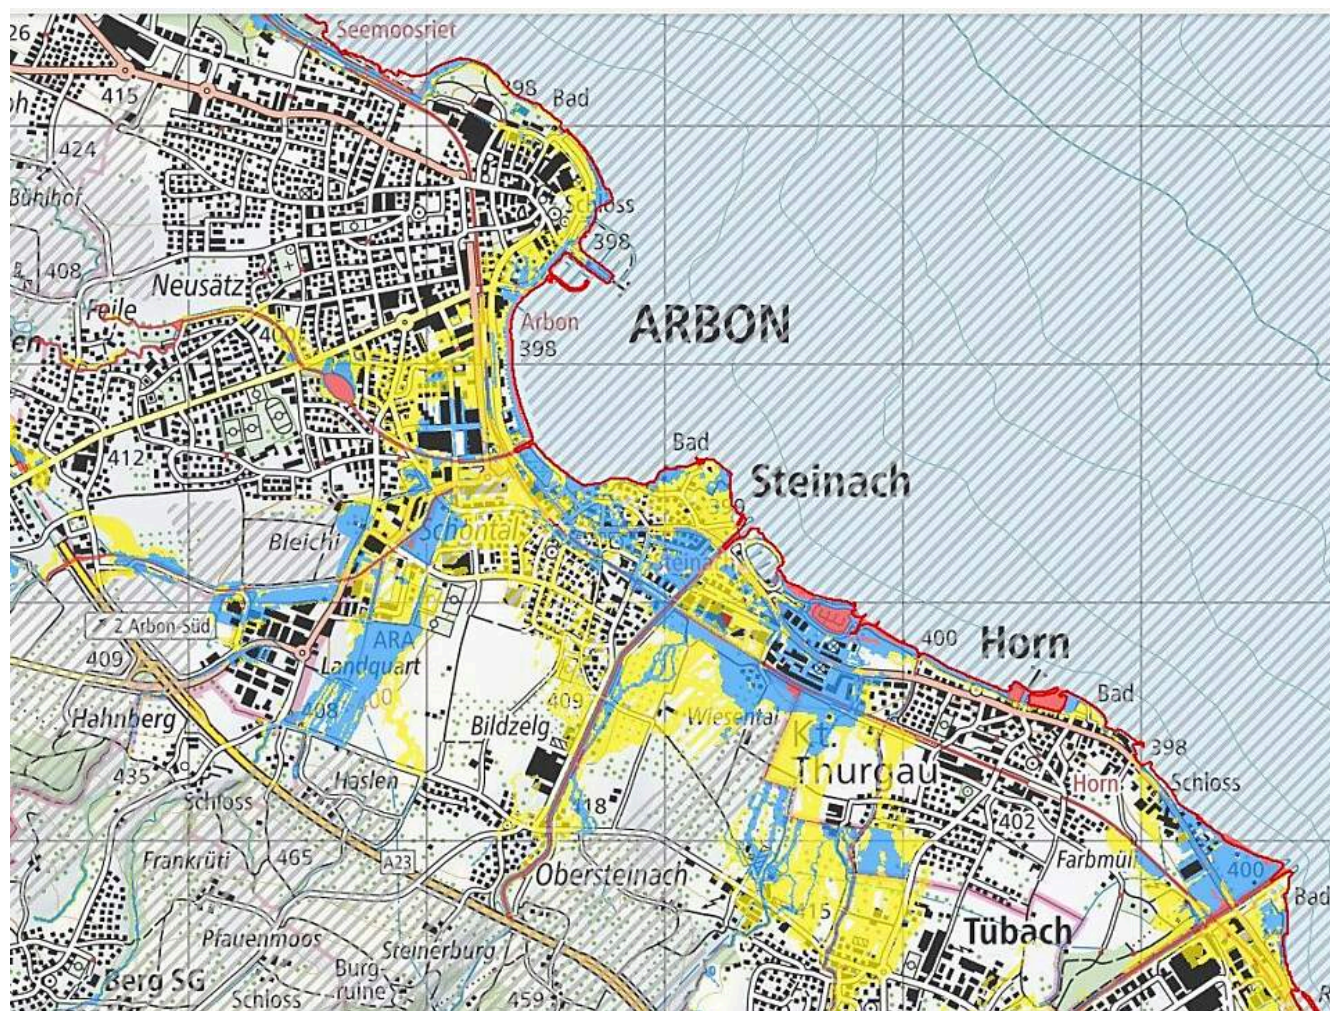 26
Seemoosriet
415
398
Bad
424
Bühlhof
Schloss
408
398
Neusätz
Feile
ARBON
Arbon
398
Bad
Steinach
412
399
Bleichi
Schöntal
Steinach
2 Arbon-Süd
ARA
400
Horn
409
Landquart
Bad
408
409
Wiesental
Hahnberg
Bildzelg
Kt.
Thurgau
398
435
Haslen
Horn
Schloss
Schloss
418
402
Frankrüti
465
A23
Farbmül
Obersteinach
400
Bad
415
Pfauenmoos
Steinerburg
Tübach
Berg SG
Burg-
ruine
Schloss
459